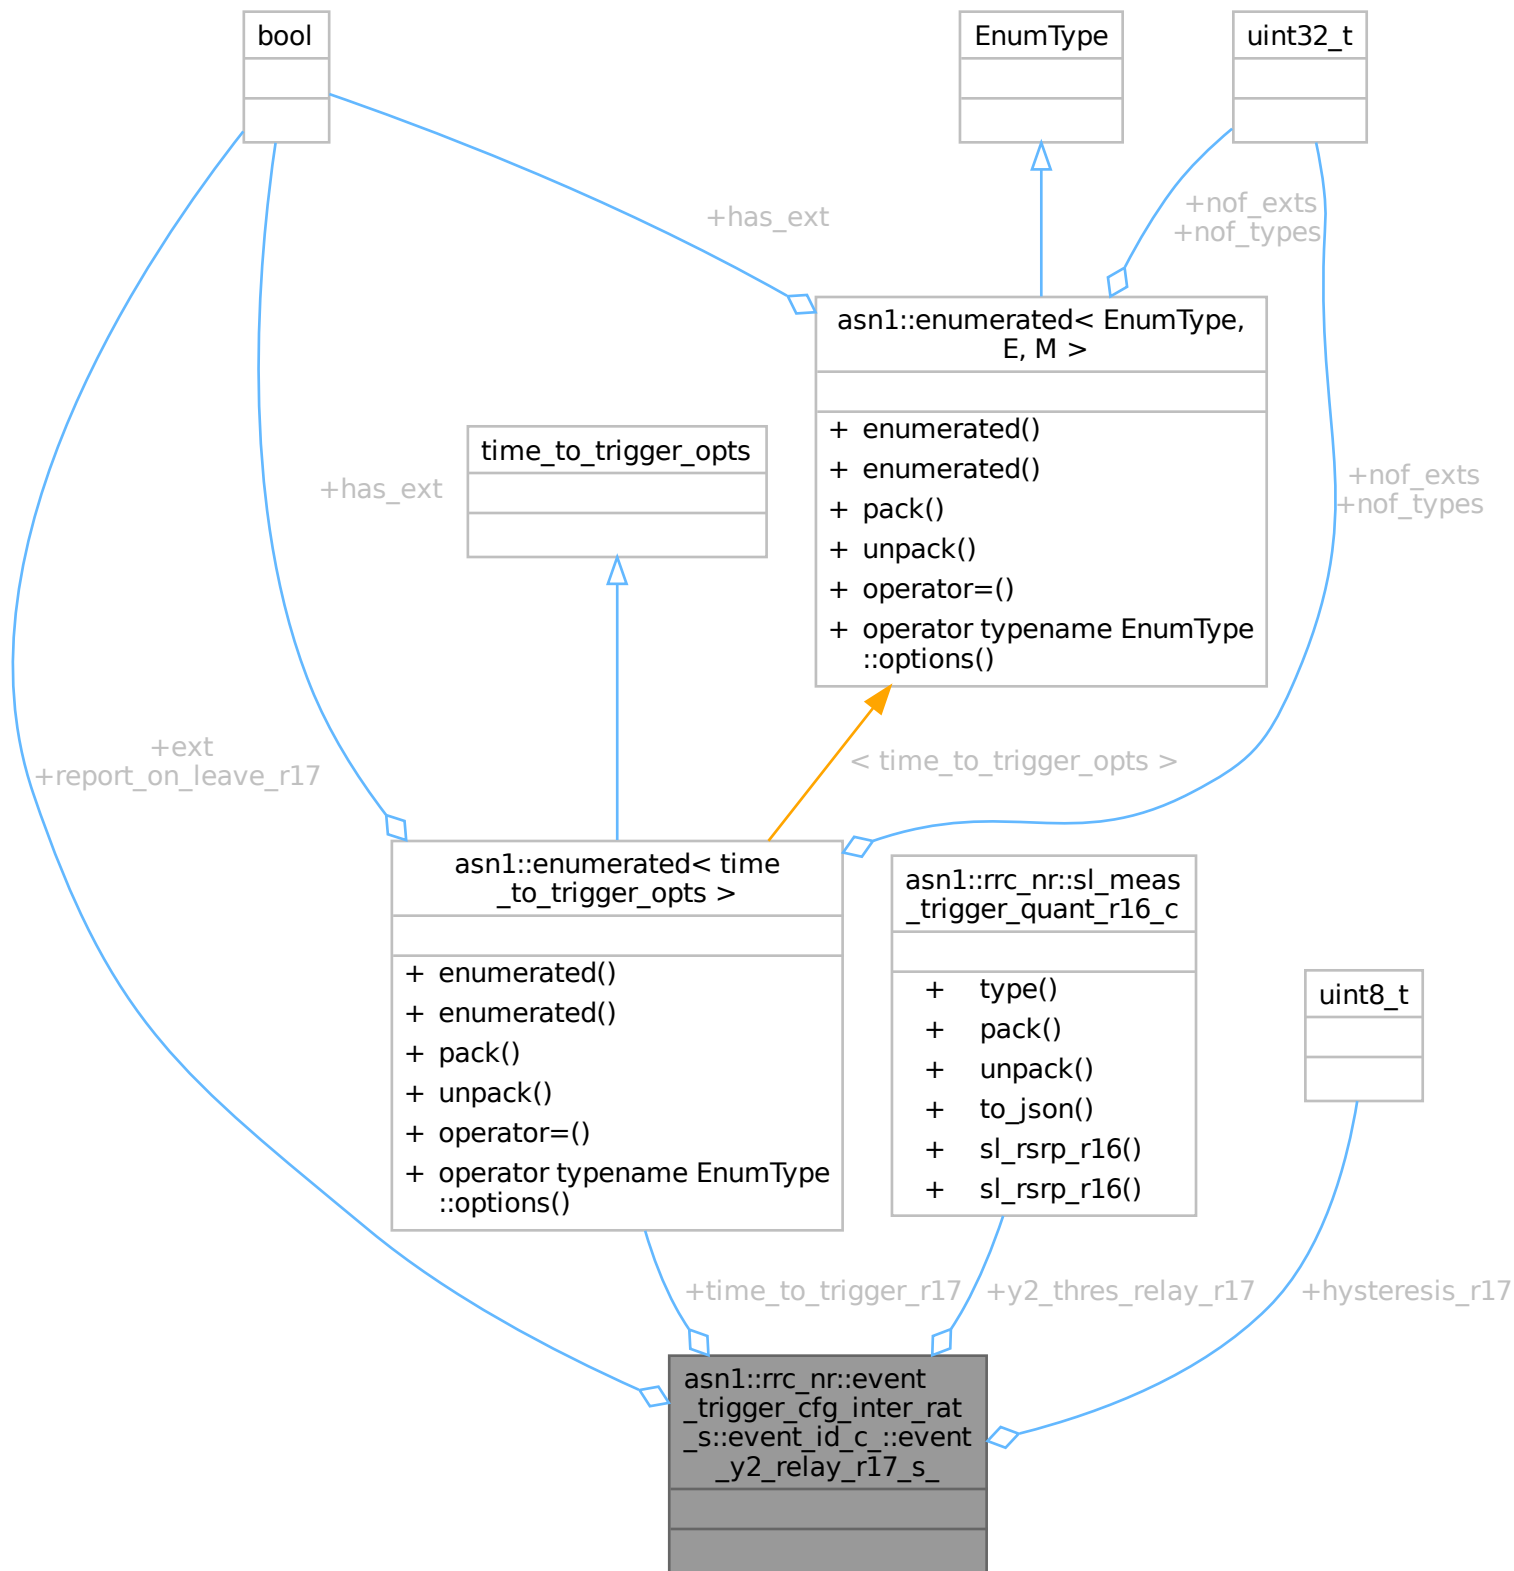 bool
EnumType
uint32_t
+has_ext
+nof_exts
+nof_types
asn1::enumerated< EnumType,
E, M >
+ enumerated()
+ enumerated()
+ pack()
+ unpack()
+ operator=()
+ operator typename EnumType
::options()
time_to_trigger_opts
+has_ext
+nof_exts
+nof_types
+ext
+report_on_leave_r17
< time_to_trigger_opts >
asn1::enumerated< time
_to_trigger_opts >
+ enumerated()
+ enumerated()
+ pack()
+ unpack()
+ operator=()
+ operator typename EnumType
::options()
asn1::rrc_nr::sl_meas
_trigger_quant_r16_c
+ type()
+ pack()
+ unpack()
+ to_json()
+ sl_rsrp_r16()
+ sl_rsrp_r16()
uint8_t
+time_to_trigger_r17
+y2_thres_relay_r17
+hysteresis_r17
asn1::rrc_nr::event
_trigger_cfg_inter_rat
_s::event_id_c_::event
_y2_relay_r17_s_